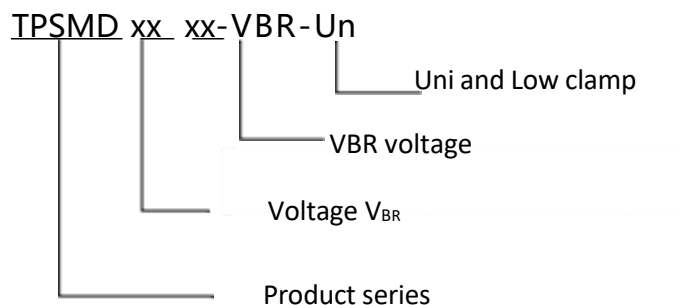 TPSMD xx xx-VBR-Un
Uni and Low clamp
VBR voltage
Voltage VBR
Product series